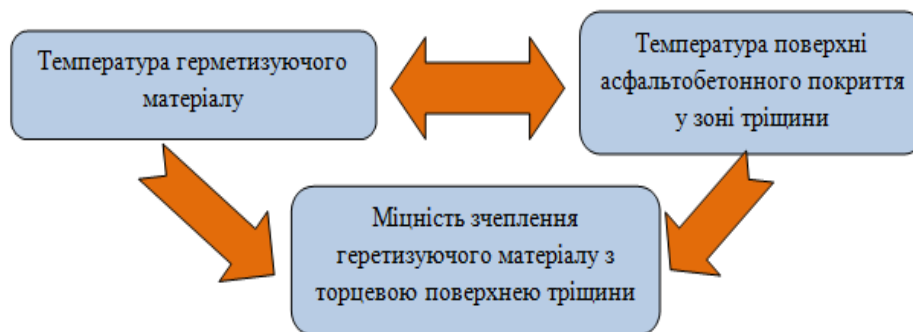 Температура герметизуючого
матеріалу
Температура поверхні
асфальтобетонного покриття
у зоні тріщини
Міцність зчеплення
геретизуючого матеріалу з
торцевою поверхнею тріщини